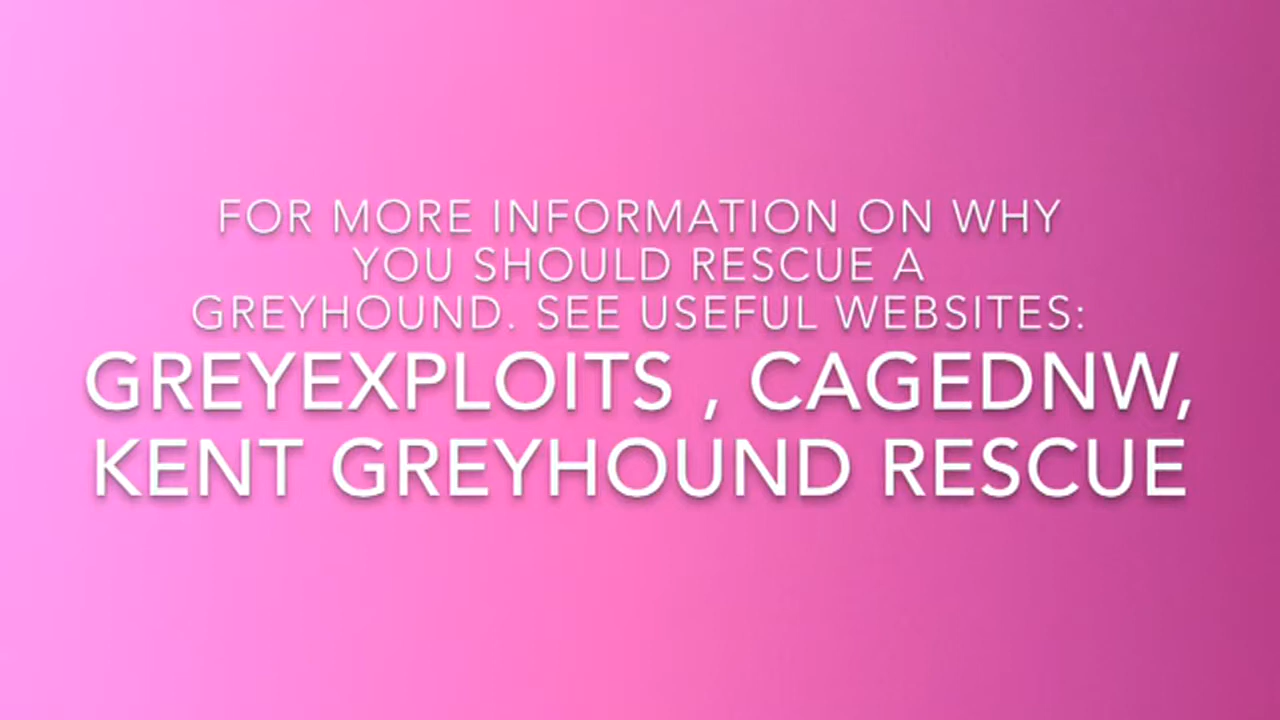 FOR MORE INFORMATION ON WHY
YOU SHOULD RESCUE A
GREYHOUND. SEE USEFUL WEBSITES:
GREYEXPLOITS , CAGEDNW,
KENT GREYHOUND RESCUE